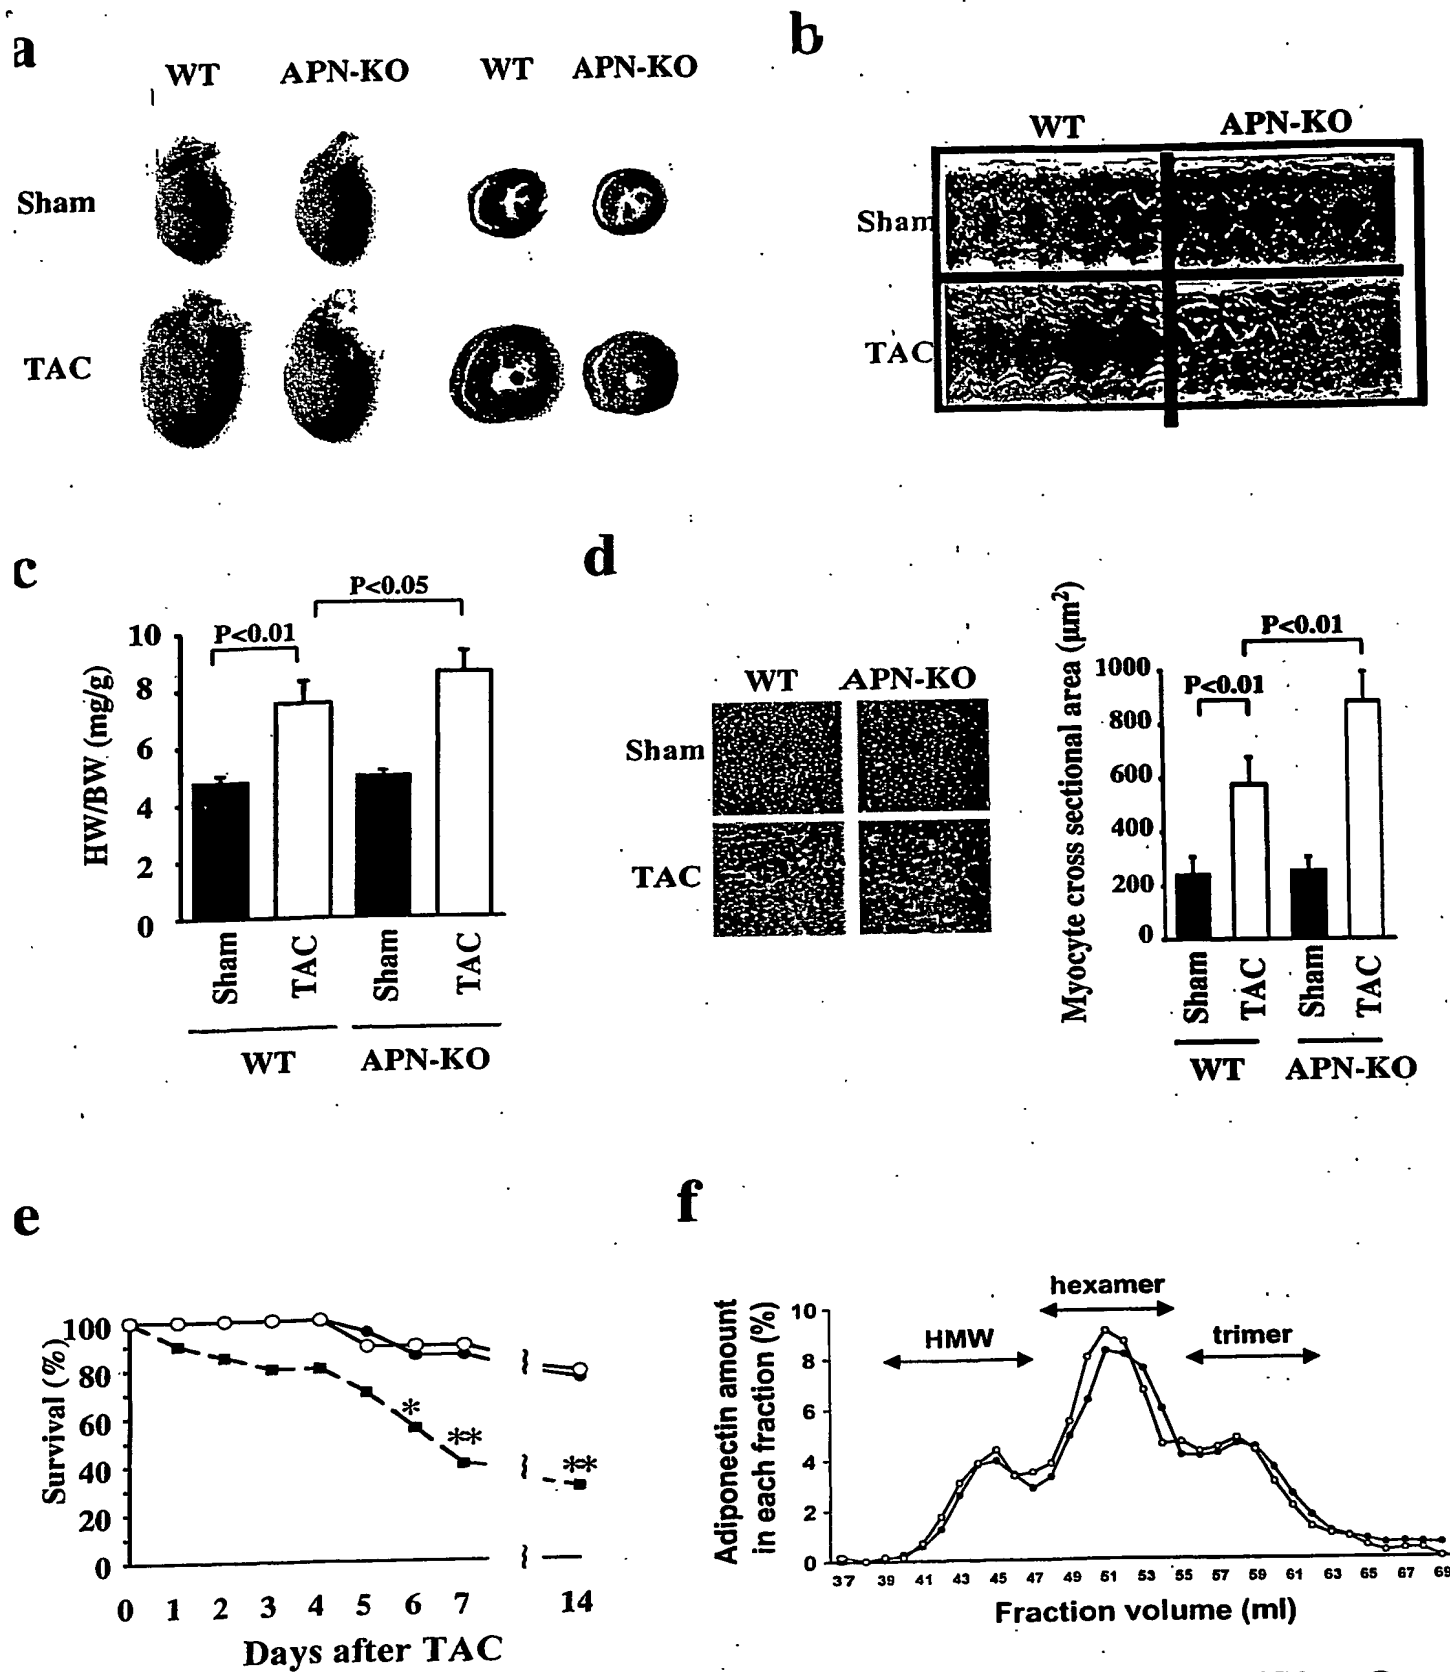 a
WT APN-KO WT APN-KO
Sham
TAC
b
WT APN-KO
Sham
TAC
c
P<0.05
P<0.01
HW/BW (mg/g)
10
8
6
4
2
0
Sham TAC Sham TAC
WT APN-KO
d
WT APN-KO
Sham
TAC
Myocyte cross sectional area (μm²)
P<0.01
P<0.01
1000
800
600
400
200
0
Sham TAC Sham TAC
WT APN-KO
e
Survival (%)
100
80
60
40
20
0
*
**
**
0 1 2 3 4 5 6 7 14
Days after TAC
f
Adiponectin amount
in each fraction (%)
hexamer
HMW
trimer
10
8
6
4
2
0
37 39 41 43 45 47 49 51 53 55 57 59 61 63 65 67 69
Fraction volume (ml)